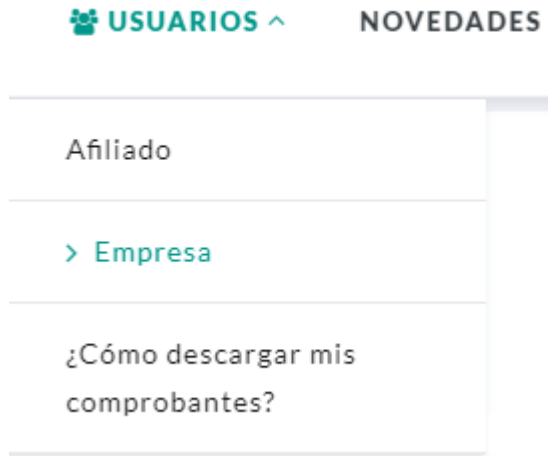 USUARIOS NOVEDADES
Afiliado
> Empresa
¿Cómo descargar mis
comprobantes?